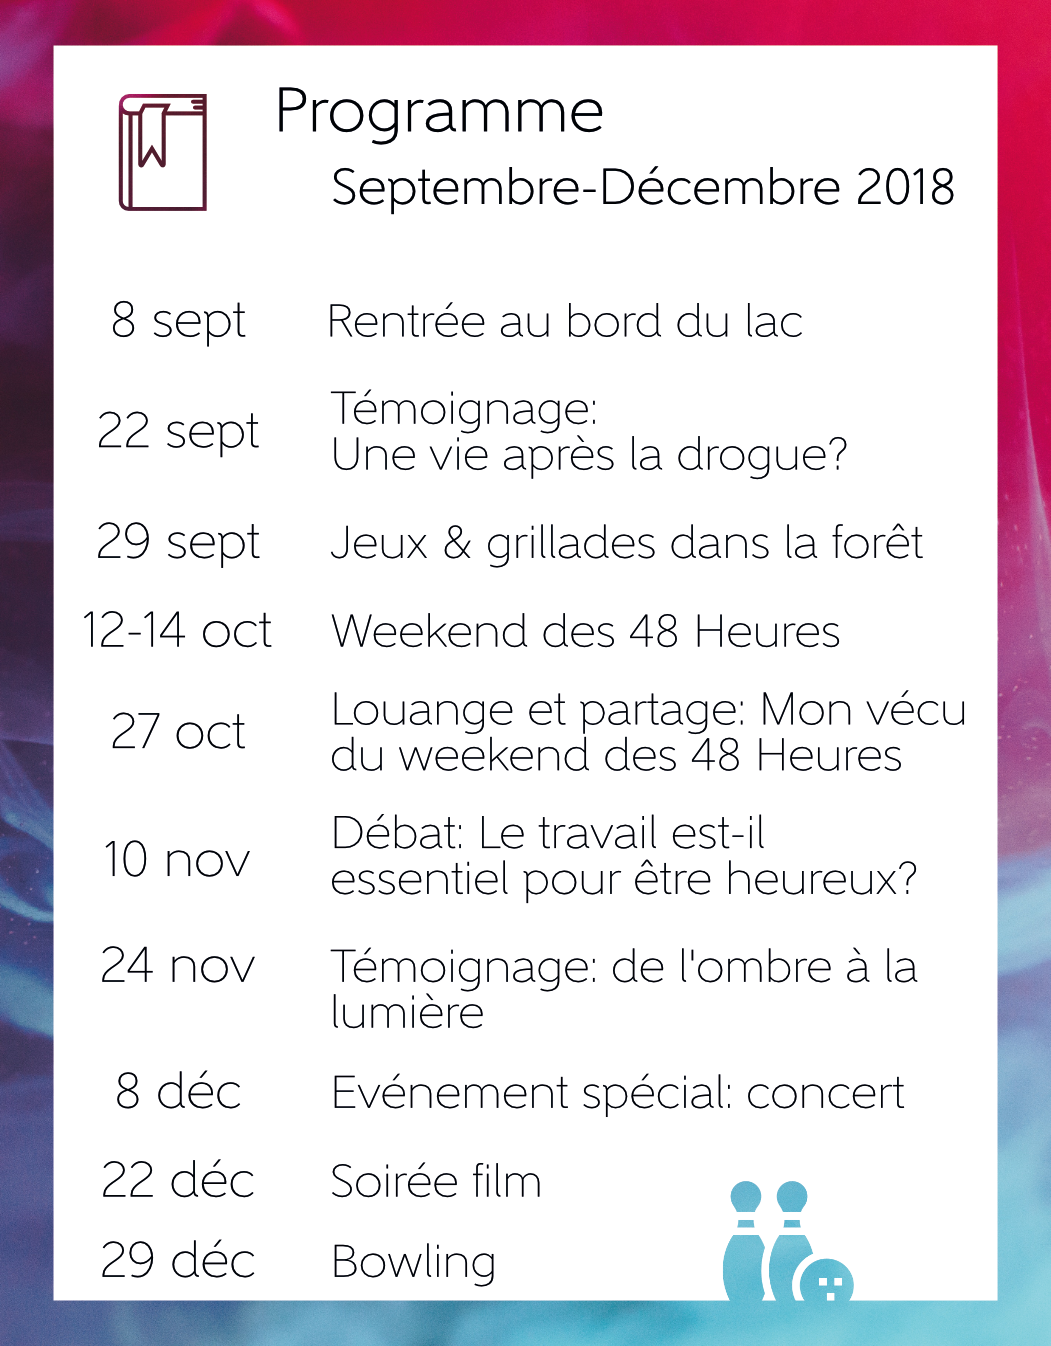 Programme
Septembre-Décembre 2018
8 sept Rentrée au bord du lac
22 sept Témoignage:
Une vie après la drogue?
29 sept Jeux & grillades dans la forêt
12-14 oct Weekend des 48 Heures
27 oct Louange et partage: Mon vécu
du weekend des 48 Heures
10 nov Débat: Le travail est-il
essentiel pour être heureux?
24 nov Témoignage: de l'ombre à la
lumière
8 déc Evénement spécial: concert
22 déc Soirée film
29 déc Bowling